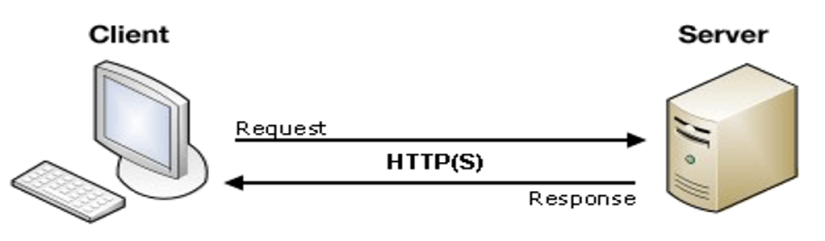 Client
Server
Request
HTTP(S)
Response